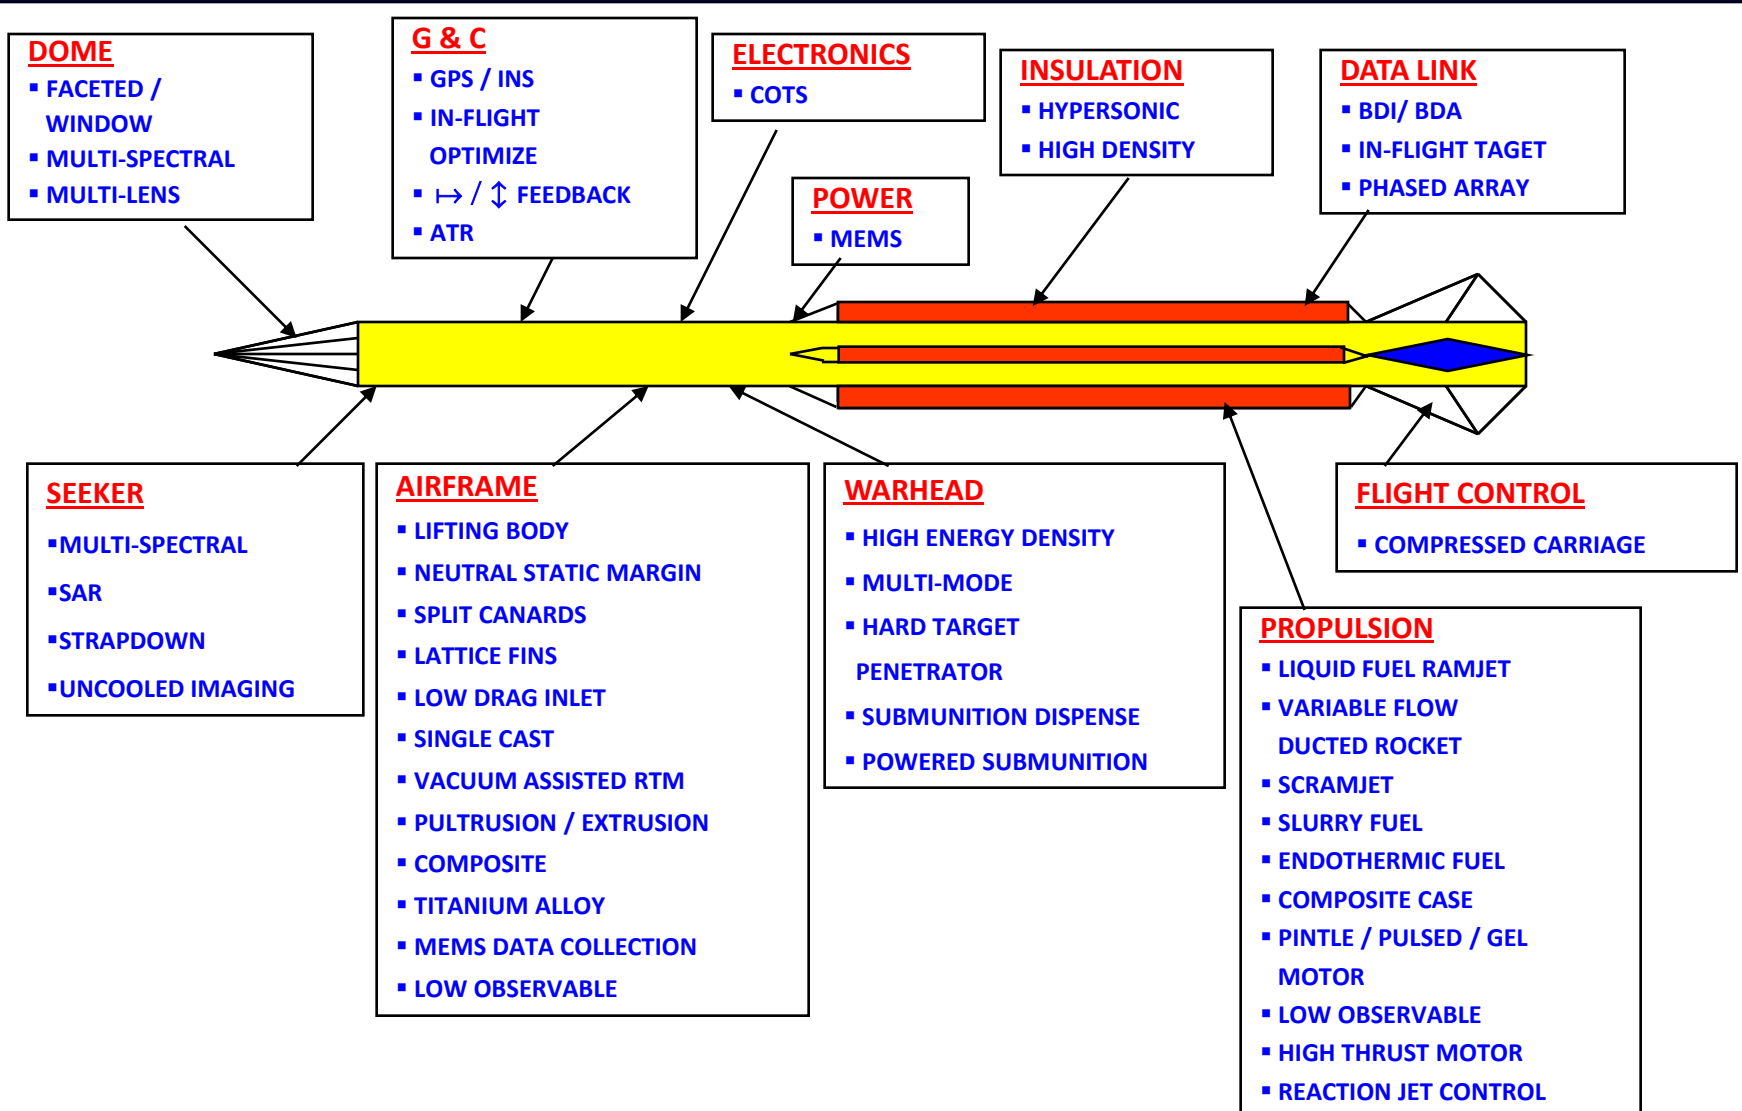 DOME
▪ FACETED /
WINDOW
▪ MULTI-SPECTRAL
▪ MULTI-LENS
G & C
▪ GPS / INS
▪ IN-FLIGHT
OPTIMIZE
▪ ↦ / ↕ FEEDBACK
▪ ATR
ELECTRONICS
▪ COTS
POWER
▪ MEMS
INSULATION
▪ HYPERSONIC
▪ HIGH DENSITY
DATA LINK
▪ BDI/ BDA
▪ IN-FLIGHT TAGET
▪ PHASED ARRAY
SEEKER
▪MULTI-SPECTRAL
▪SAR
▪STRAPDOWN
▪UNCOOLED IMAGING
AIRFRAME
▪ LIFTING BODY
▪ NEUTRAL STATIC MARGIN
▪ SPLIT CANARDS
▪ LATTICE FINS
▪ LOW DRAG INLET
▪ SINGLE CAST
▪ VACUUM ASSISTED RTM
▪ PULTRUSION / EXTRUSION
▪ COMPOSITE
▪ TITANIUM ALLOY
▪ MEMS DATA COLLECTION
▪ LOW OBSERVABLE
WARHEAD
▪ HIGH ENERGY DENSITY
▪ MULTI-MODE
▪ HARD TARGET
PENETRATOR
▪ SUBMUNITION DISPENSE
▪ POWERED SUBMUNITION
FLIGHT CONTROL
▪ COMPRESSED CARRIAGE
PROPULSION
▪ LIQUID FUEL RAMJET
▪ VARIABLE FLOW
DUCTED ROCKET
▪ SCRAMJET
▪ SLURRY FUEL
▪ ENDOTHERMIC FUEL
▪ COMPOSITE CASE
▪ PINTLE / PULSED / GEL
MOTOR
▪ LOW OBSERVABLE
▪ HIGH THRUST MOTOR
▪ REACTION JET CONTROL